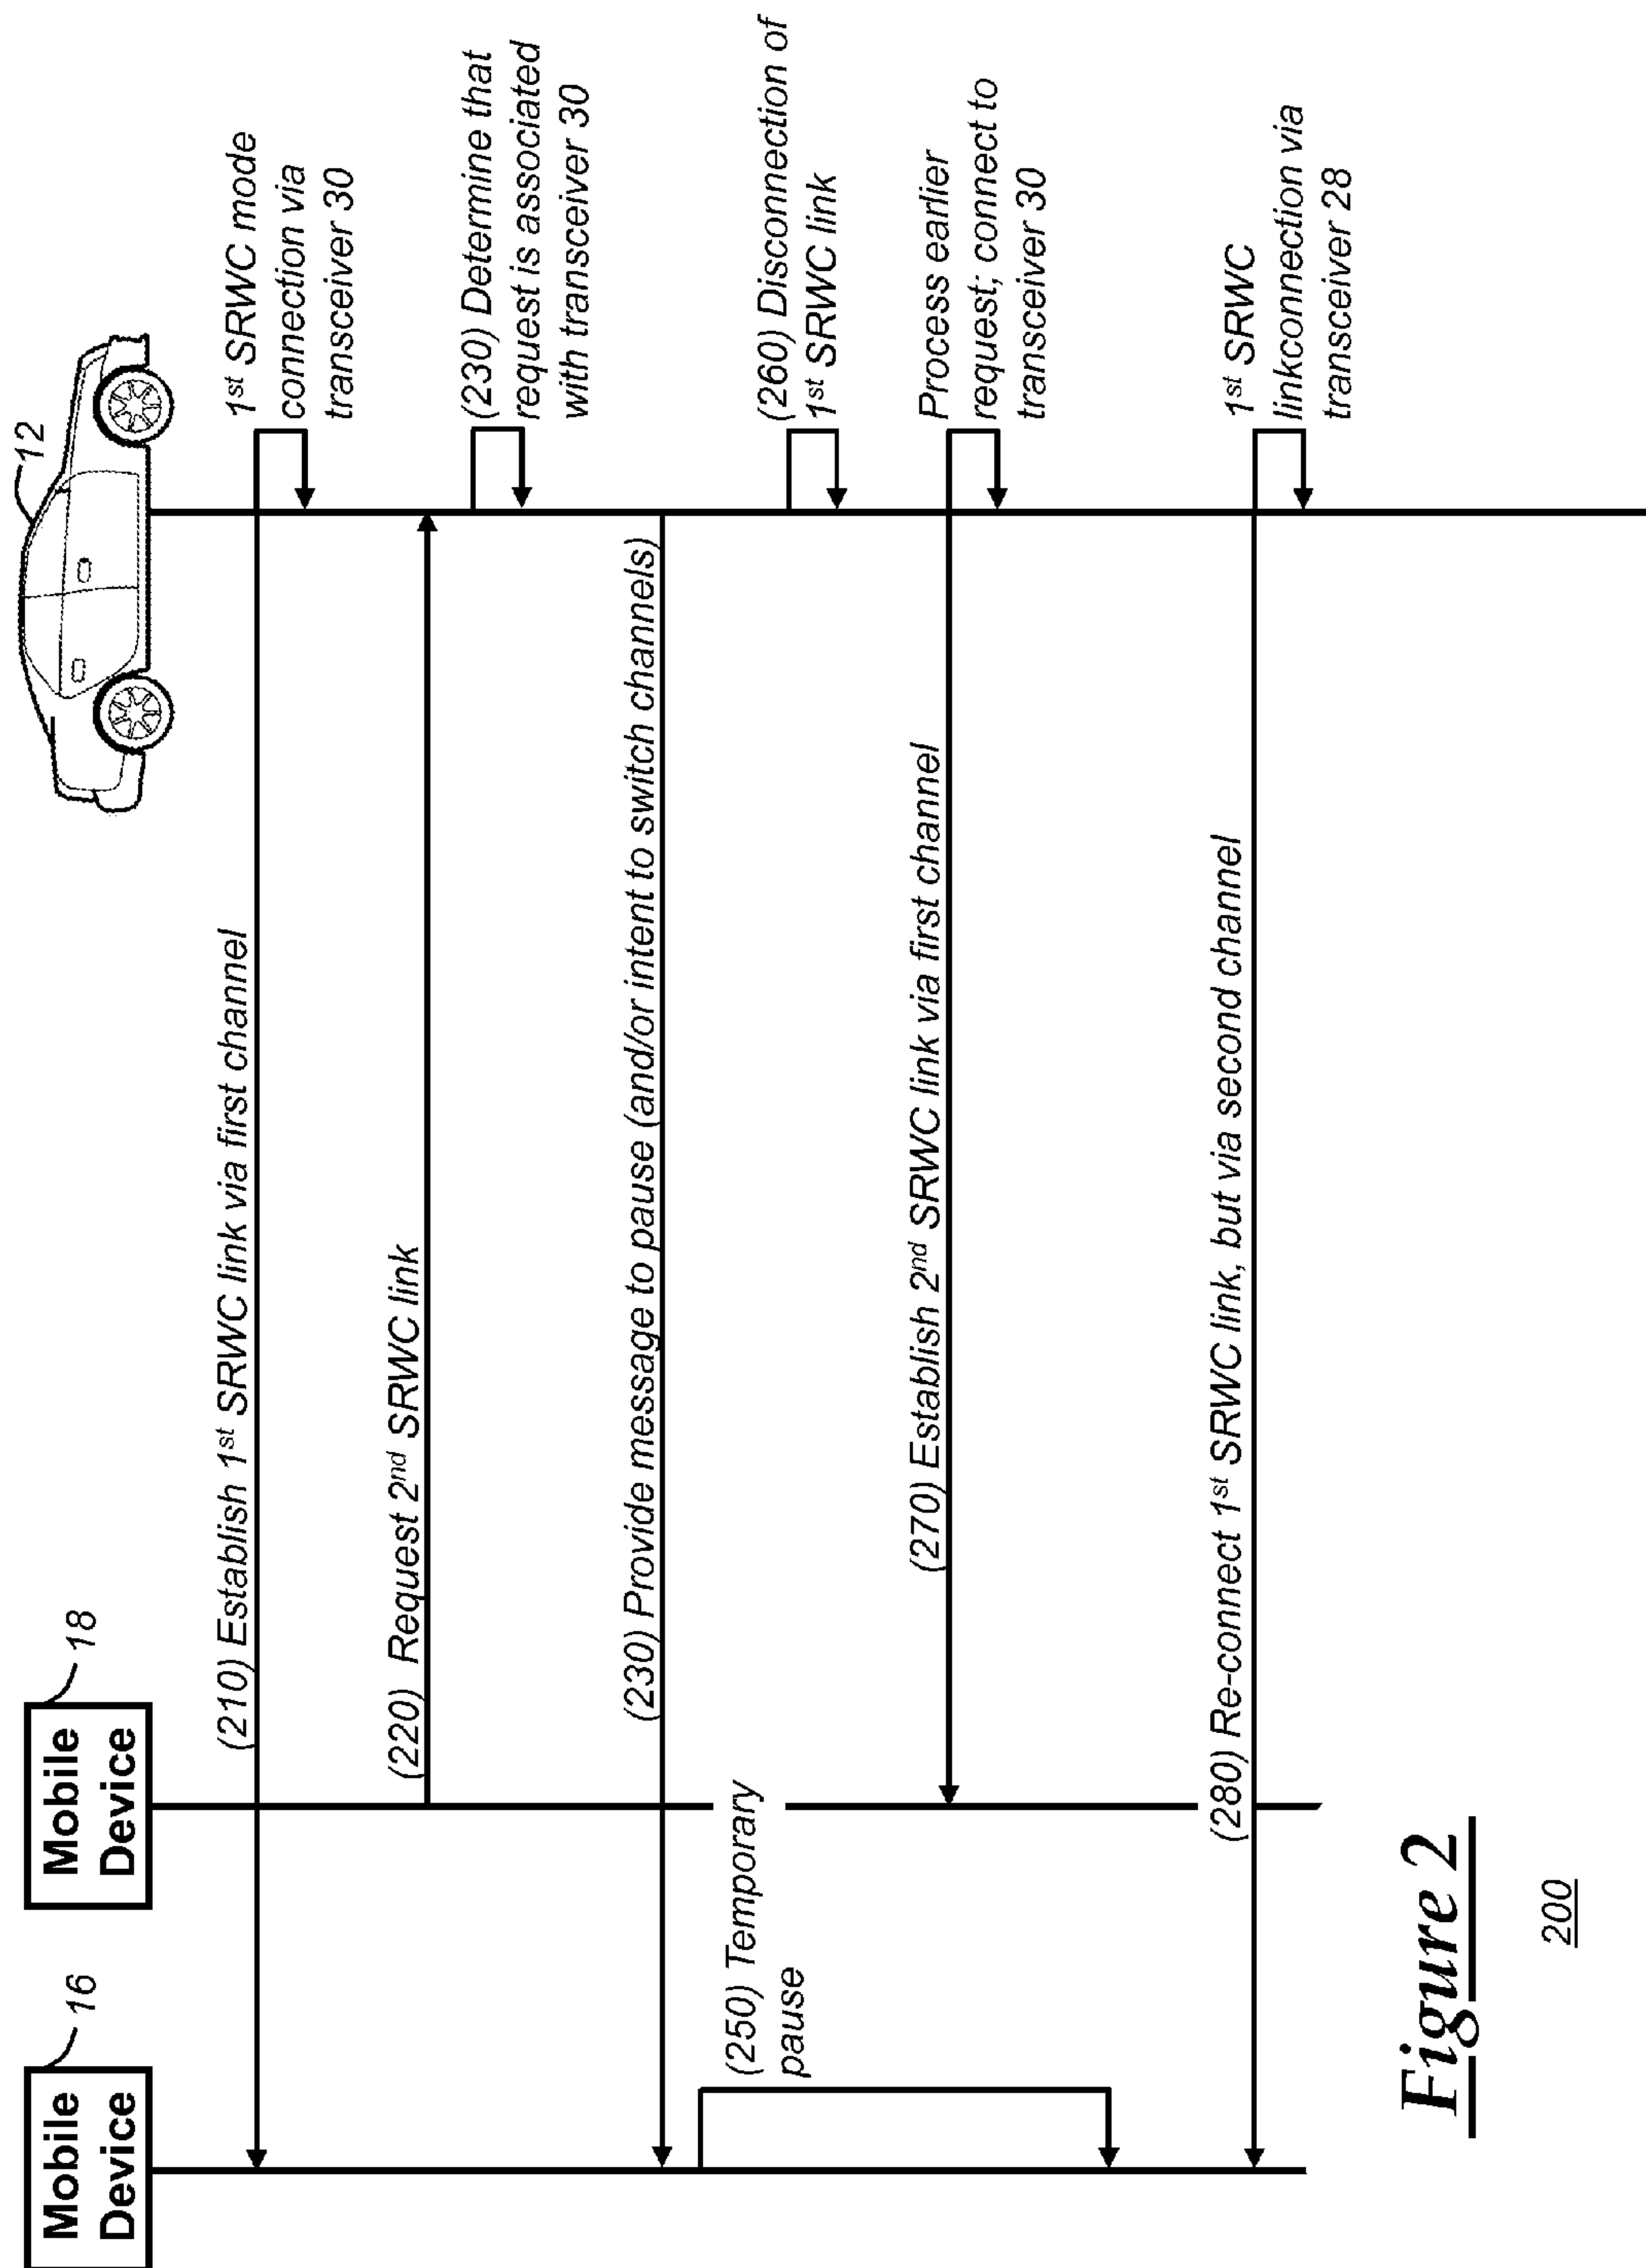 Mobile
Device
16
Mobile
Device
18
12
(210) Establish 1st SRWC link via first channel
1st SRWC mode
connection via
transceiver 30
(220) Request 2nd SRWC link
(230) Determine that
request is associated
with transceiver 30
(230) Provide message to pause (and/or intent to switch channels)
(250) Temporary
pause
(260) Disconnection of
1st SRWC link
(270) Establish 2nd SRWC link via first channel
Process earlier
request; connect to
transceiver 30
(280) Re-connect 1st SRWC link, but via second channel
1st SRWC
linkconnection via
transceiver 28
Figure 2
200